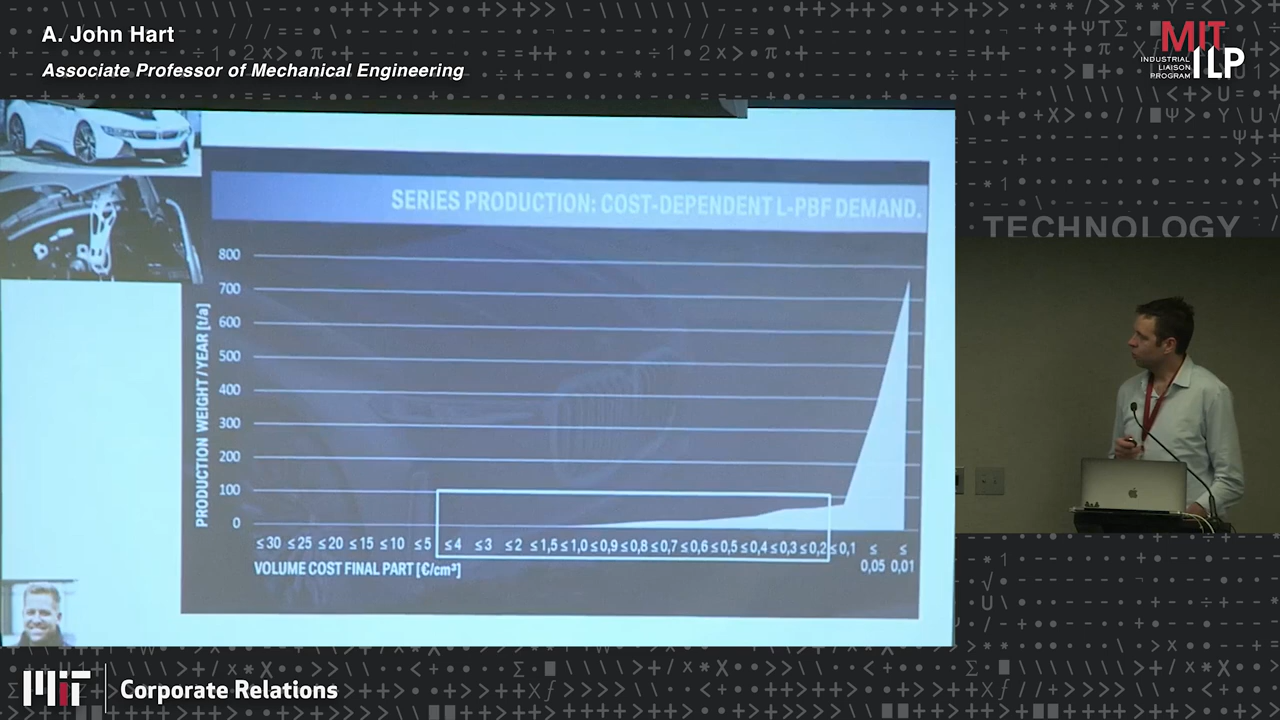 A. John Hart
Associate Professor of Mechanical Engineering
MIT
INDUSTRIAL
LIAISON
PROGRAM
ILP
TECHNOLOGY
SERIES PRODUCTION: COST-DEPENDENT L-PBF DEMAND.
PRODUCTION WEIGHT / YEAR [t/a]
800
700
600
500
400
300
200
100
0
≤ 30 ≤ 25 ≤ 20 ≤ 15 ≤ 10 ≤ 5 ≤ 4 ≤ 3 ≤ 2 ≤ 1,5 ≤ 1,0 ≤ 0,9 ≤ 0,8 ≤ 0,7 ≤ 0,6 ≤ 0,5 ≤ 0,4 ≤ 0,3 ≤ 0,2 ≤ 0,1 ≤ 0,05 ≤ 0,01
VOLUME COST FINAL PART [€/cm³]
MIT
Corporate Relations